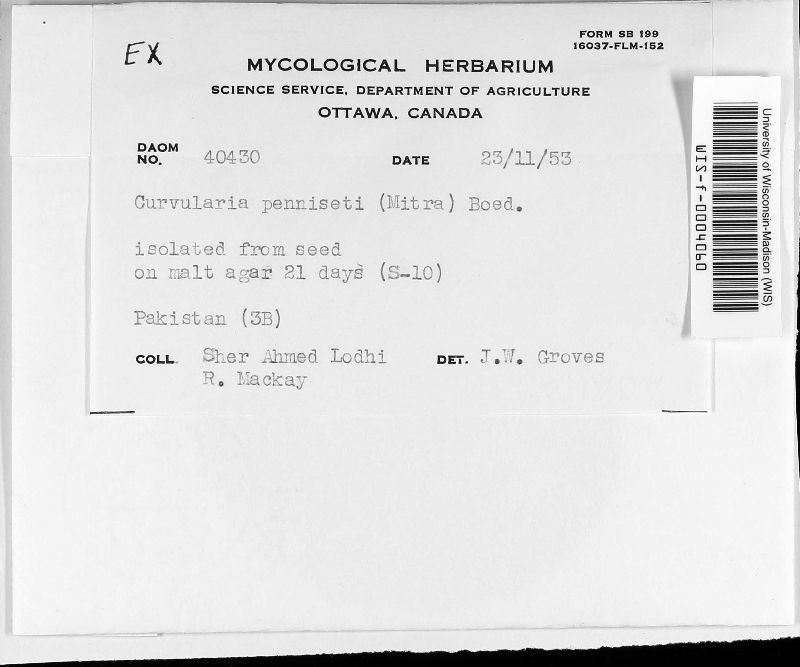 EX
FORM SB 199
16037-FLM-152
MYCOLOGICAL HERBARIUM
SCIENCE SERVICE, DEPARTMENT OF AGRICULTURE
OTTAWA, CANADA
DAOM NO. 40430 DATE 23/11/53
Curvularia penniseti (Mitra) Boed.
isolated from seed
on malt agar 21 days (S-10)
Pakistan (3B)
COLL. Sher Ahmed Lodhi DET. J.W. Groves
R. Mackay
University of Wisconsin-Madison (WIS)
WIS-f-0004060